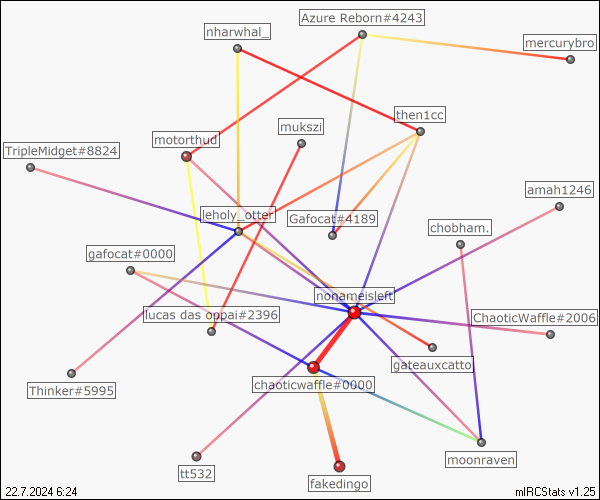 Azure Reborn#4243
nharwhal_
mercurybro
then1cc
mukszi
motorthud
TripleMidget#8824
amah1246
leholy_otter
Gafocat#4189
chobham.
gafocat#0000
nonameisleft
lucas das oppai#2396
ChaoticWaffle#2006
gateauxcatto
chaoticwaffle#0000
Thinker#5995
moonraven
tt532
fakedingo
22.7.2024 6:24
mIRCStats v1.25